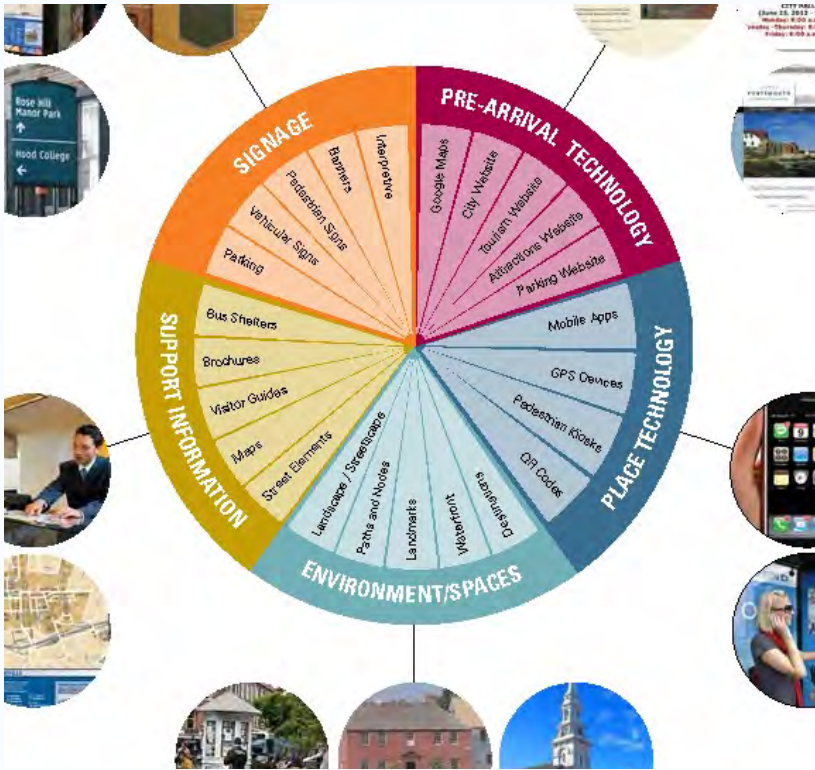 CITY HALL
Rose Hill
Manor Park
Hood College
SIGNAGE
Parking
Vehicular Signs
Pedestrian Signs
Banners
Interpretive
PRE-ARRIVAL TECHNOLOGY
Google Maps
City Website
Tourism Website
Attractions Website
Parking Website
PLACE TECHNOLOGY
Mobile Apps
GPS Devices
Pedestrian Kiosks
QR Codes
ENVIRONMENT/SPACES
Landscape / Streetscape
Paths and Nodes
Landmarks
Waterfront
Destinations
SUPPORT INFORMATION
Bus Shelters
Brochures
Visitor Guides
Maps
Street Elements